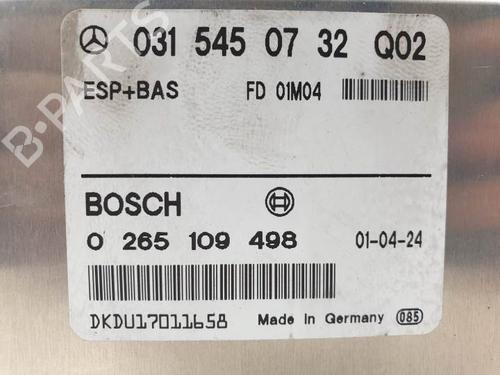 031 545 07 32 Q02
ESP+BAS FD 01M04
BOSCH
0 265 109 498 01-04-24
DKDU17011658 Made in Germany 085
B-PARTS